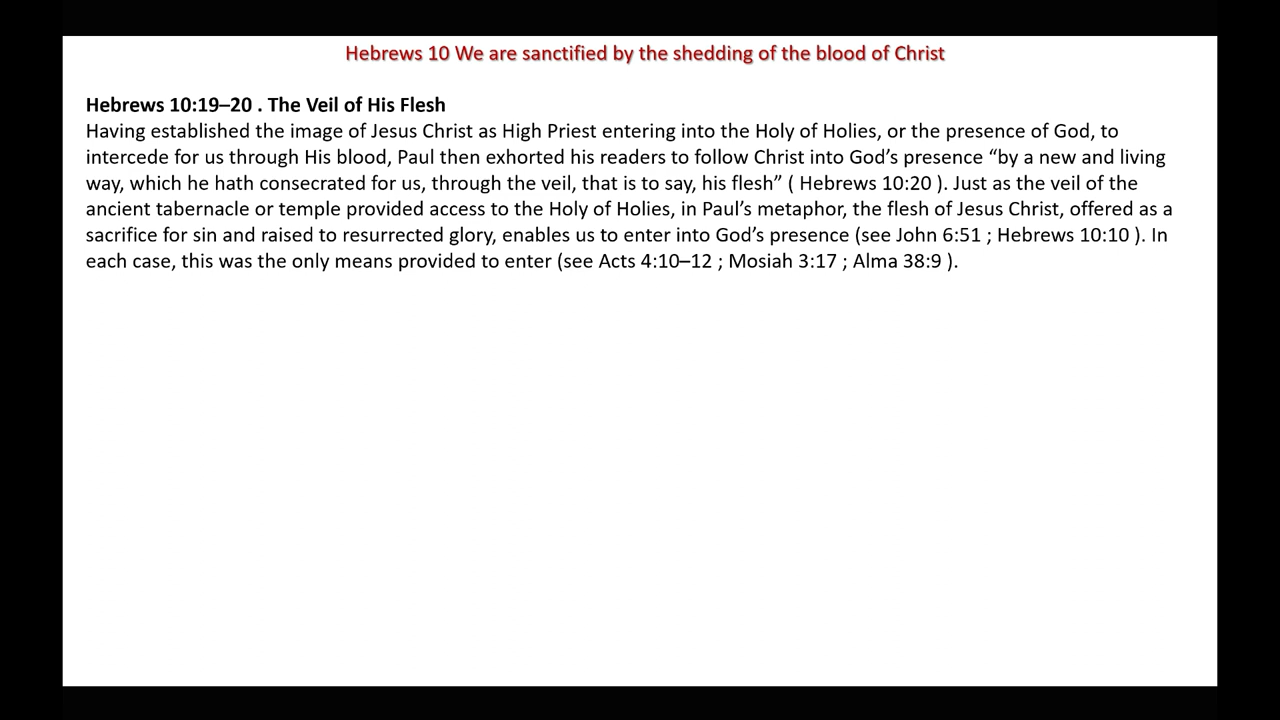 Hebrews 10 We are sanctified by the shedding of the blood of Christ
Hebrews 10:19–20 . The Veil of His Flesh
Having established the image of Jesus Christ as High Priest entering into the Holy of Holies, or the presence of God, to
intercede for us through His blood, Paul then exhorted his readers to follow Christ into God’s presence “by a new and living
way, which he hath consecrated for us, through the veil, that is to say, his flesh” ( Hebrews 10:20 ). Just as the veil of the
ancient tabernacle or temple provided access to the Holy of Holies, in Paul’s metaphor, the flesh of Jesus Christ, offered as a
sacrifice for sin and raised to resurrected glory, enables us to enter into God’s presence (see John 6:51 ; Hebrews 10:10 ). In
each case, this was the only means provided to enter (see Acts 4:10–12 ; Mosiah 3:17 ; Alma 38:9 ).